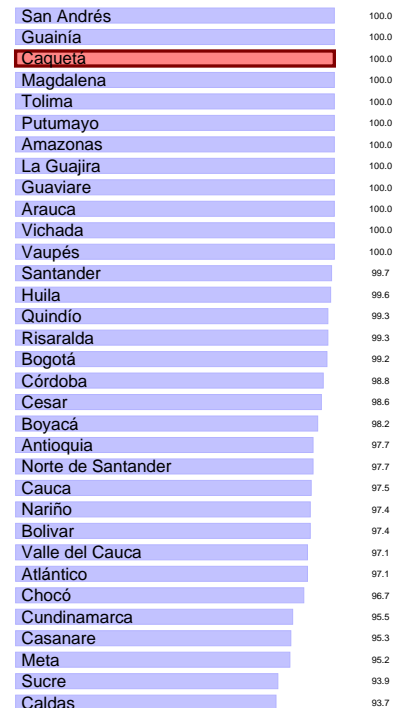 San Andrés 100.0
Guainía 100.0
Caquetá 100.0
Magdalena 100.0
Tolima 100.0
Putumayo 100.0
Amazonas 100.0
La Guajira 100.0
Guaviare 100.0
Arauca 100.0
Vichada 100.0
Vaupés 100.0
Santander 99.7
Huila 99.6
Quindío 99.3
Risaralda 99.3
Bogotá 99.2
Córdoba 98.8
Cesar 98.6
Boyacá 98.2
Antioquia 97.7
Norte de Santander 97.7
Cauca 97.5
Nariño 97.4
Bolivar 97.4
Valle del Cauca 97.1
Atlántico 97.1
Chocó 96.7
Cundinamarca 95.5
Casanare 95.3
Meta 95.2
Sucre 93.9
Caldas 93.7